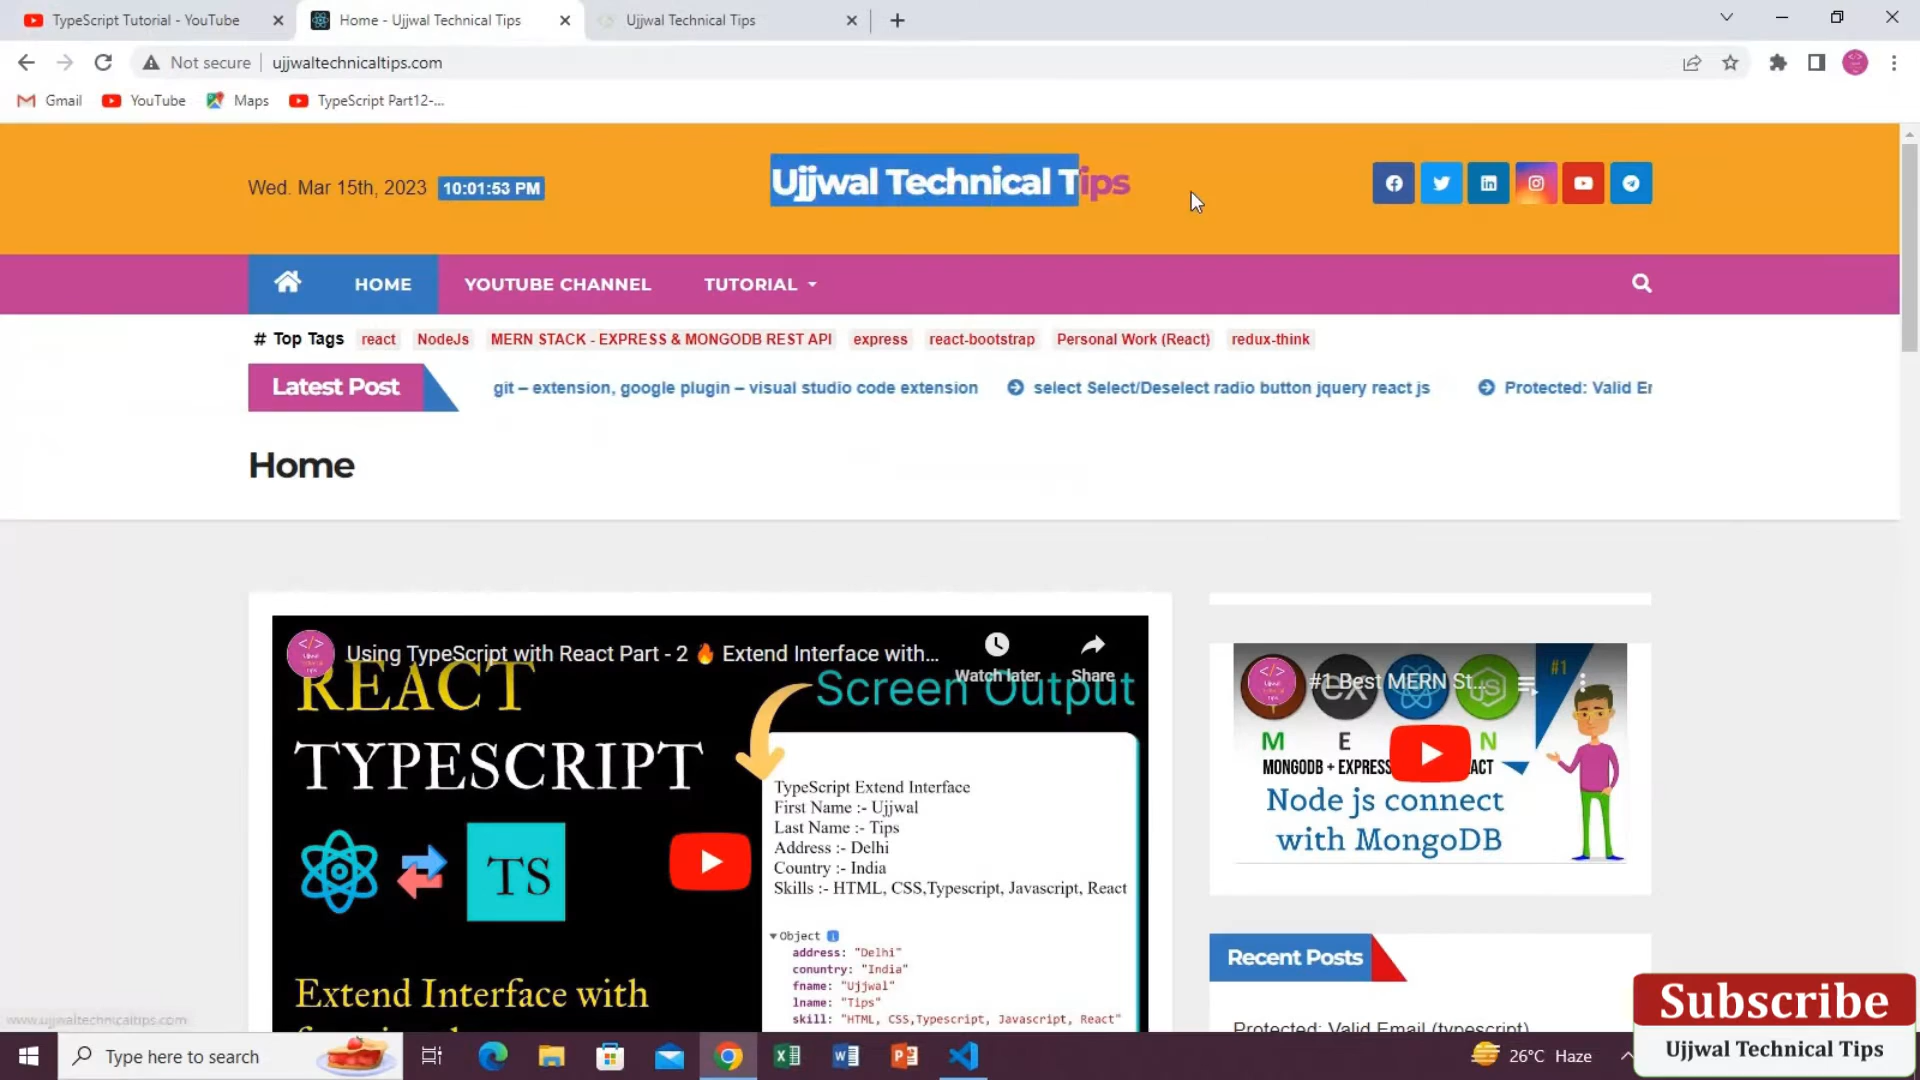 TypeScript Tutorial - YouTube
Home - Ujjwal Technical Tips
Ujjwal Technical Tips
Not secure
ujjwaltechnicaltips.com
Gmail
YouTube
Maps
TypeScript Part12-...
Wed. Mar 15th, 2023
10:01:53 PM
Ujjwal Technical Tips
HOME
YOUTUBE CHANNEL
TUTORIAL
# Top Tags
react
NodeJs
MERN STACK - EXPRESS & MONGODB REST API
express
react-bootstrap
Personal Work (React)
redux-think
Latest Post
git – extension, google plugin – visual studio code extension
select Select/Deselect radio button jquery react js
Protected: Valid Er
Home
Using TypeScript with React Part - 2 🔥 Extend Interface with...
Watch later
Share
REACT
TYPESCRIPT
TS
Extend Interface with
Screen Output
TypeScript Extend Interface
First Name :- Ujjwal
Last Name :- Tips
Address :- Delhi
Country :- India
Skills :- HTML, CSS,Typescript, Javascript, React
Object
address: "Delhi"
conuntry: "India"
fname: "Ujjwal"
lname: "Tips"
skill: "HTML, CSS,Typescript, Javascript, React"
#1 Best MERN St...
#1
M E N
MONGODB + EXPRESS
Node js connect
with MongoDB
Recent Posts
Protected: Valid Email (typescript)
www.ujjwaltechnicaltips.com
Subscribe
Ujjwal Technical Tips
Type here to search
26°C Haze